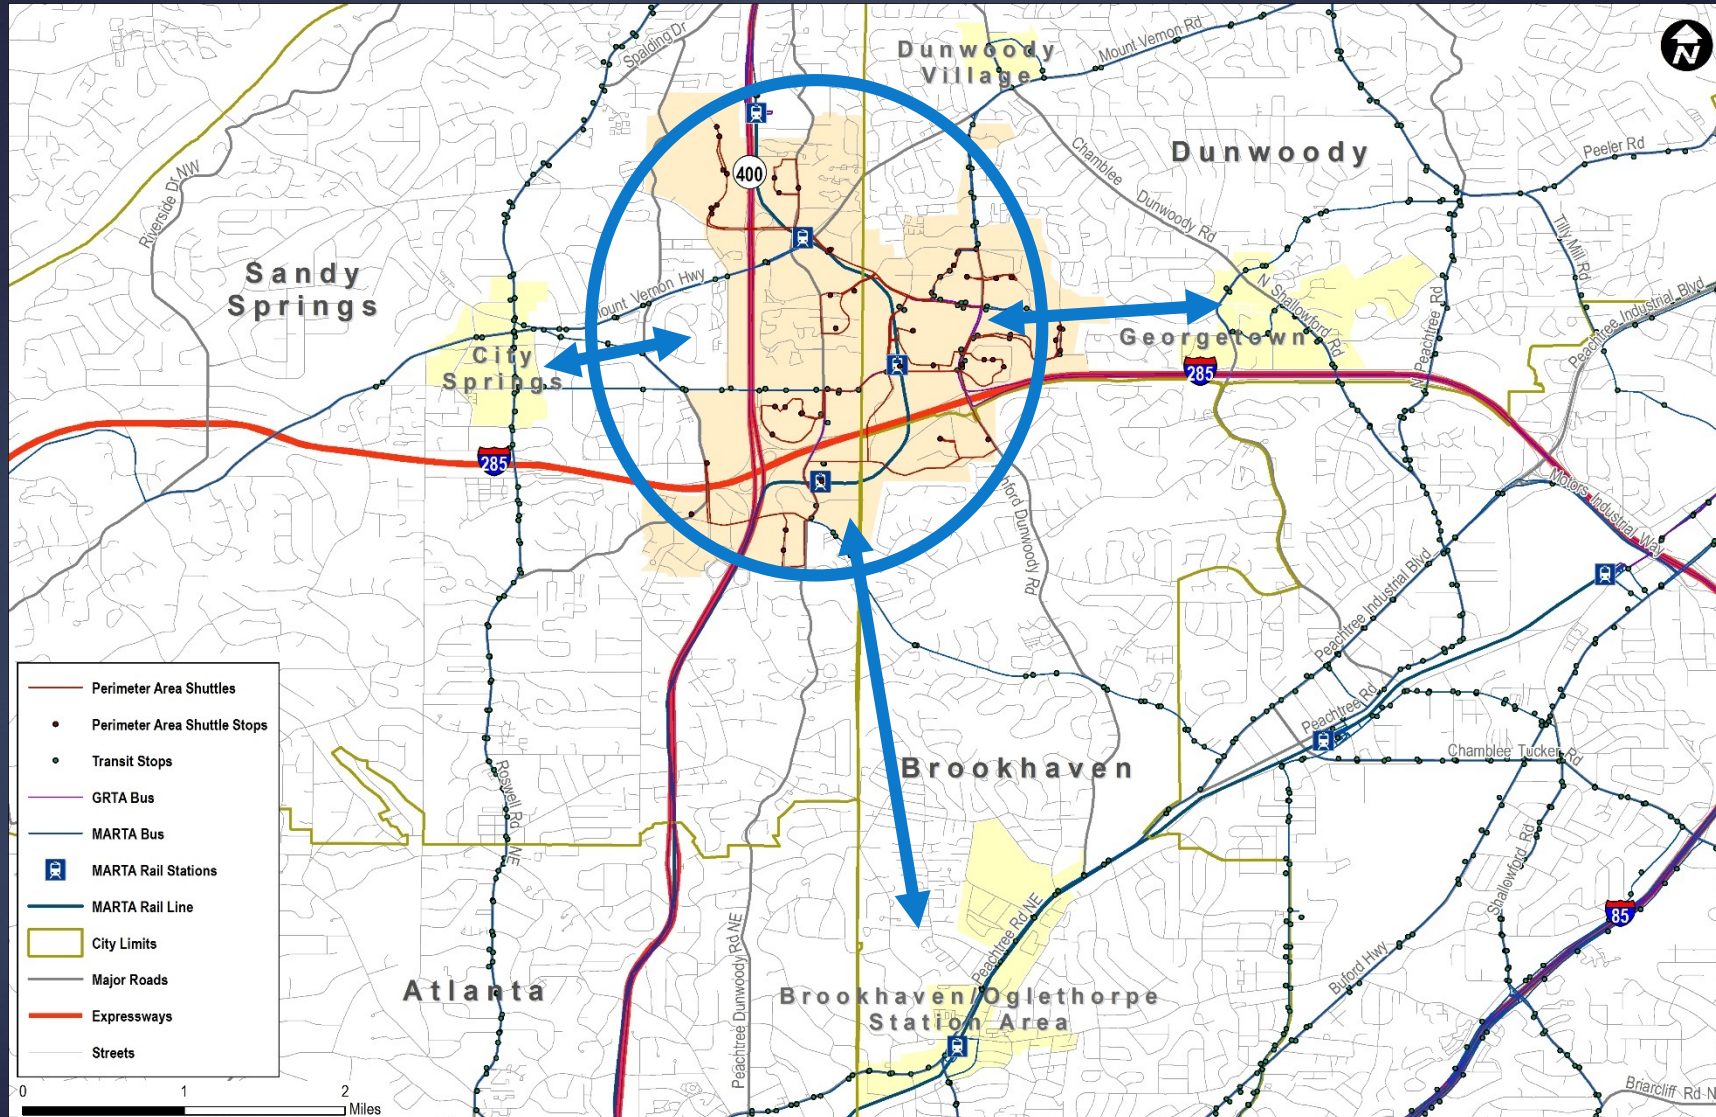 N
Spalding Dr
Dunwoody
Village
Mount Vernon Rd
400
Dunwoody
Peeler Rd
Riverside Dr NW
Chamblee
Dunwoody Rd
Tilly Mill Rd
Sandy
Springs
Mount Vernon Hwy
N Shallowford Rd
N Peachtree Rd
Peachtree Industrial Blvd
City
Springs
Georgetown
285
285
Motors Industrial Way
nford Dunwoody Rd
Peachtree Industrial Blvd
Perimeter Area Shuttles
Perimeter Area Shuttle Stops
Transit Stops
GRTA Bus
MARTA Bus
MARTA Rail Stations
MARTA Rail Line
City Limits
Major Roads
Expressways
Streets
0 1 2
Miles
Roswell Rd NE
Peachtree Rd
Chamblee Tucker Rd
Brookhaven
Shallowford Rd
85
Peachtree Rd NE
Peachtree Dunwoody Rd NE
Buford Hwy
Atlanta
Brookhaven/Oglethorpe
Station Area
Briarcliff Rd N